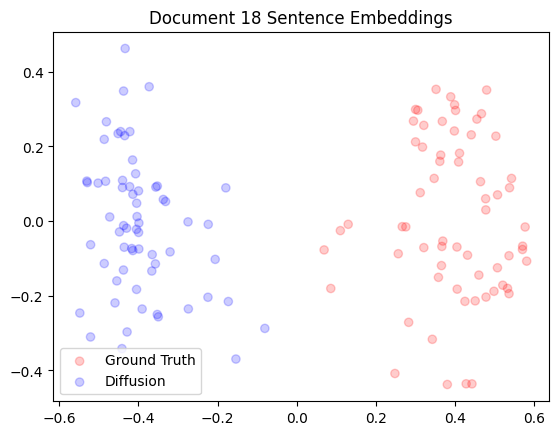 Document 18 Sentence Embeddings
0.4
0.2
0.0
−0.2
−0.4
Ground Truth
Diffusion
−0.6 −0.4 −0.2 0.0 0.2 0.4 0.6